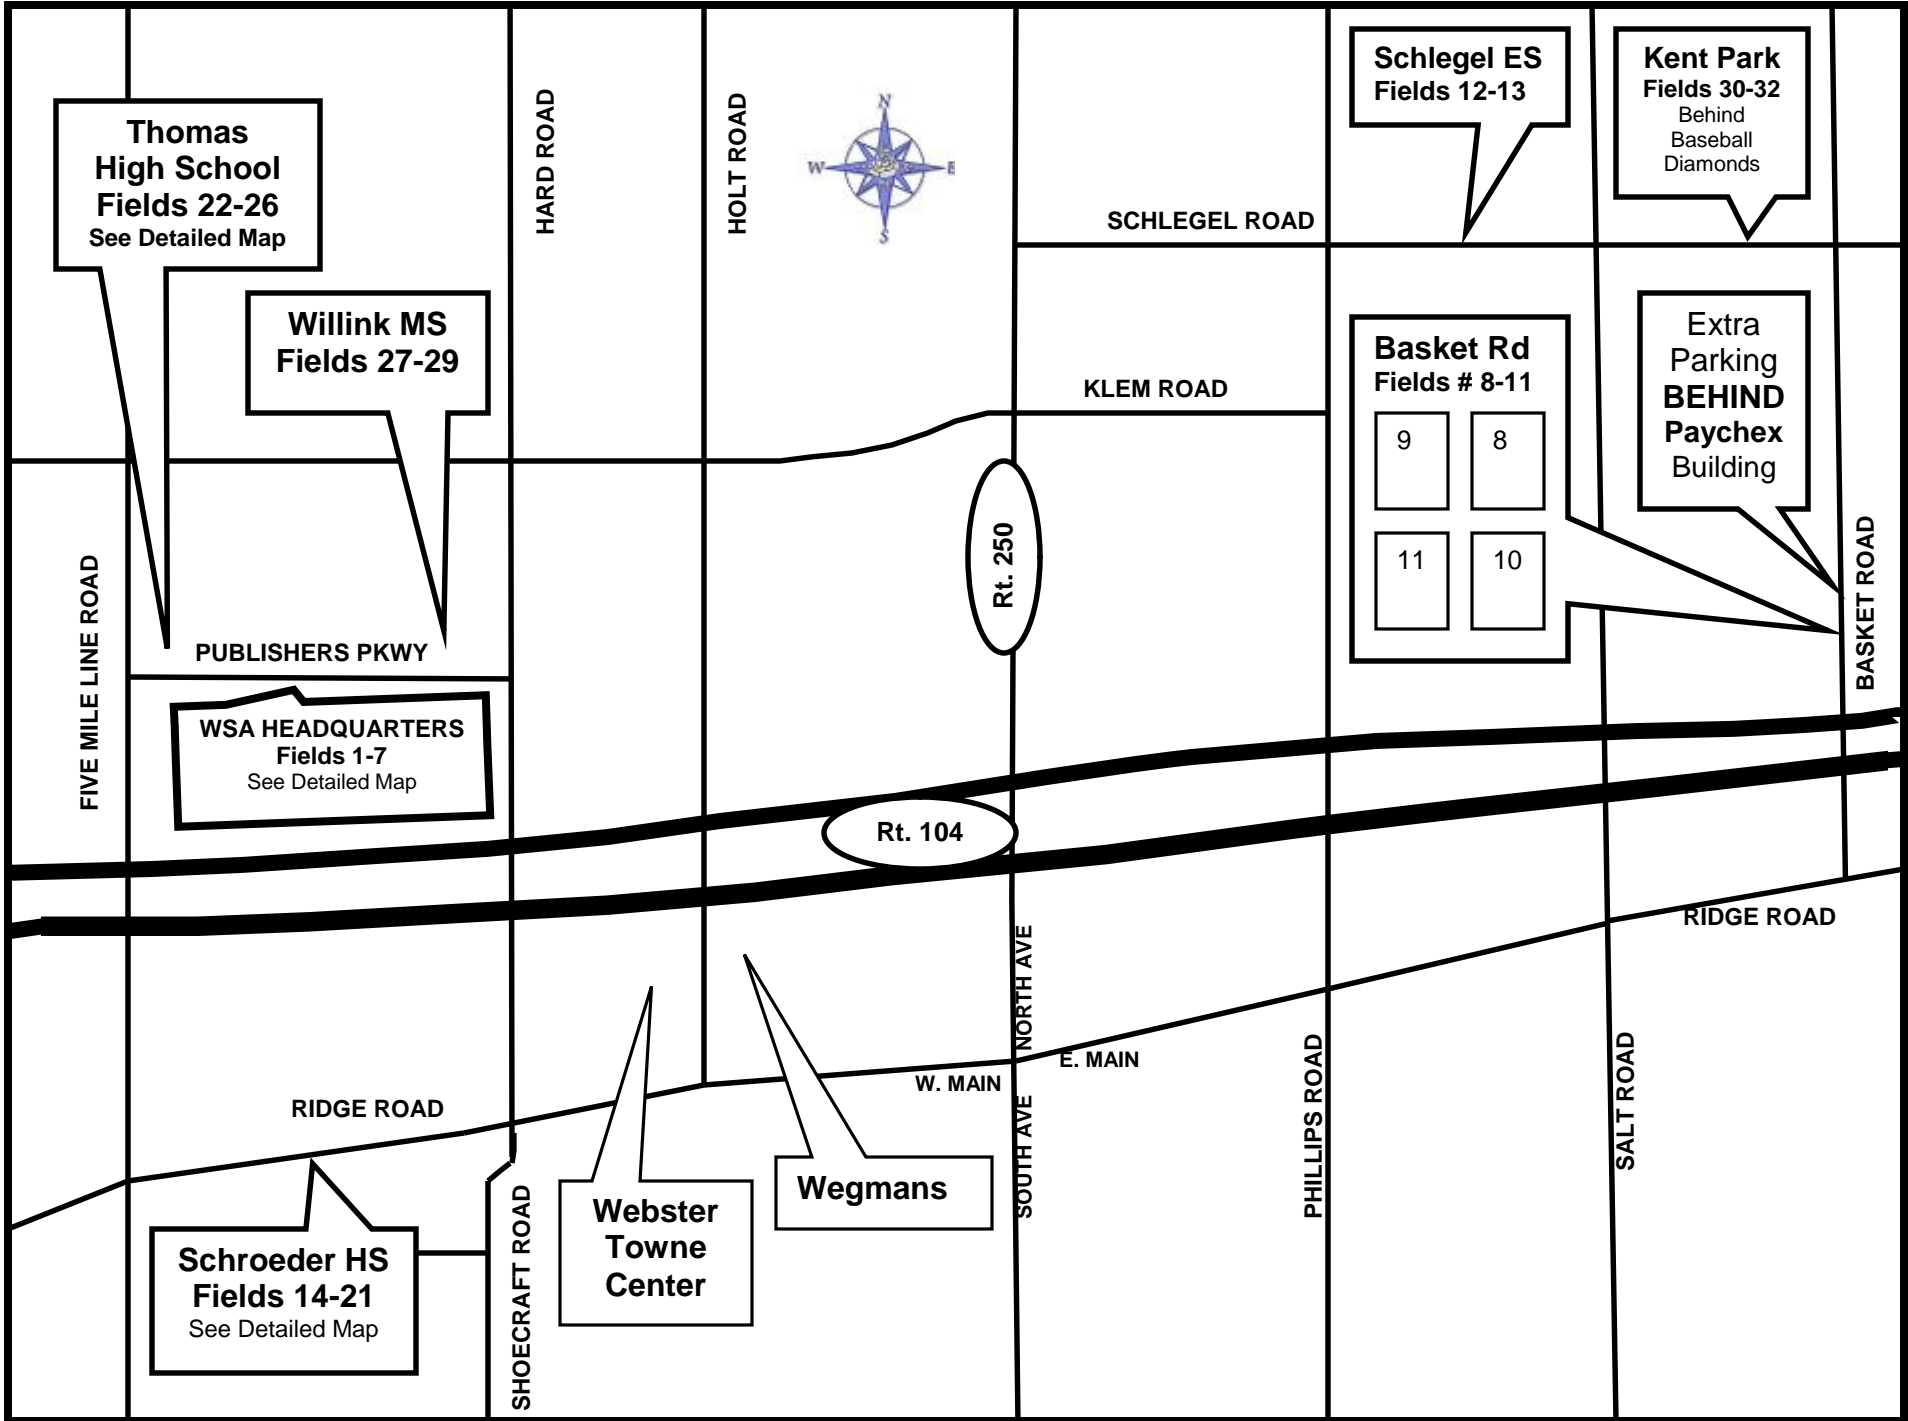 Thomas
High School
Fields 22-26
See Detailed Map
Willink MS
Fields 27-29
HARD ROAD
HOLT ROAD
N
W
E
S
SCHLEGEL ROAD
Schlegel ES
Fields 12-13
Kent Park
Fields 30-32
Behind
Baseball
Diamonds
KLEM ROAD
Basket Rd
Fields # 8-11
9
8
11
10
Extra
Parking
BEHIND
Paychex
Building
Rt. 250
FIVE MILE LINE ROAD
PUBLISHERS PKWY
WSA HEADQUARTERS
Fields 1-7
See Detailed Map
BASKET ROAD
Rt. 104
RIDGE ROAD
NORTH AVE
E. MAIN
W. MAIN
RIDGE ROAD
SOUTH AVE
PHILLIPS ROAD
SALT ROAD
Schroeder HS
Fields 14-21
See Detailed Map
SHOECRAFT ROAD
Webster
Towne
Center
Wegmans